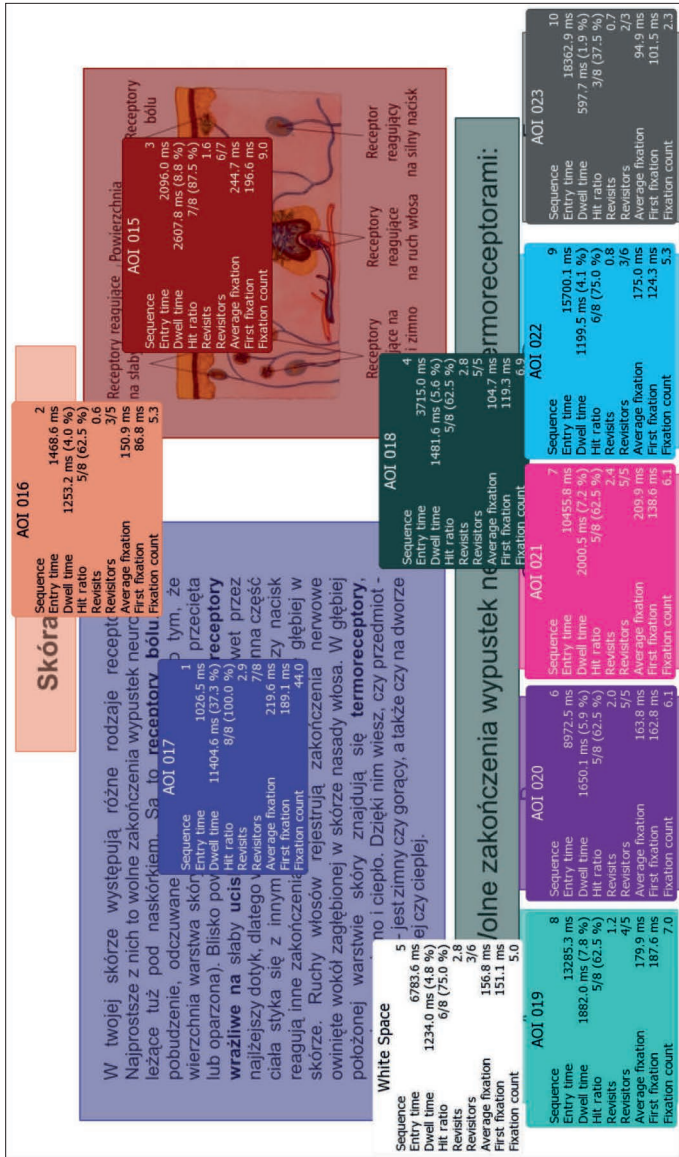 Skóra
AOI 016
Sequence 2
Entry time 1468.6 ms
Dwell time 1253.2 ms (4.0 %)
Hit ratio 5/8 (62.5 %)
Revisits 0.6
Revisitors 3/5
Average fixation 150.9 ms
First fixation 86.8 ms
Fixation count 5.3
W twojej skórze występują różne rodzaje recepto
Najprostsze z nich to wolne zakończenia wypustek neuro
leżące tuż pod naskórkiem. Są to receptory bólu.
pobudzenie, odczuwane o tym, że
wierzchnia warstwa skór przecięta
lub oparzona). Blisko pow receptory
wrażliwe na słaby ucis wet przez
najlżejszy dotyk, dlatego nna część
ciała styka się z innym zy nacisk
reagują inne zakończenia głębiej w
skórze. Ruchy włosów rejestrują zakończenia nerwowe
owinięte wokół zagłębionej w skórze nasady włosa. W głębiej
położonej warstwie skóry znajdują się termoreceptory,
no i ciepło. Dzięki nim wiesz, czy przedmiot -
- jest zimny czy gorący, a także czy na dworze
ej czy cieplej.
AOI 017
Sequence 1
Entry time 1026.5 ms
Dwell time 11404.6 ms (37.3 %)
Hit ratio 8/8 (100.0 %)
Revisits 2.9
Revisitors 7/8
Average fixation 219.6 ms
First fixation 189.1 ms
Fixation count 44.0
Receptory reagujące
na słaby
Powierzchnia
Receptory
bólu
AOI 015
Sequence 3
Entry time 2096.0 ms
Dwell time 2607.8 ms (8.8 %)
Hit ratio 7/8 (87.5 %)
Revisits 1.6
Revisitors 6/7
Average fixation 244.7 ms
First fixation 196.6 ms
Fixation count 9.0
Receptory
jące na
i zimno
Receptory
reagujące
na ruch włosa
Receptor
reagujący
na silny nacisk
White Space
Sequence 5
Entry time 6783.6 ms
Dwell time 1234.0 ms (4.8 %)
Hit ratio 6/8 (75.0 %)
Revisits 2.8
Revisitors 3/6
Average fixation 156.8 ms
First fixation 151.1 ms
Fixation count 5.0
AOI 018
Sequence 4
Entry time 3715.0 ms
Dwell time 1481.6 ms (5.6 %)
Hit ratio 5/8 (62.5 %)
Revisits 2.8
Revisitors 5/5
Average fixation 104.7 ms
First fixation 119.3 ms
Fixation count 6.9
Wolne zakończenia wypustek ne termoreceptorami:
AOI 019
Sequence 8
Entry time 13285.3 ms
Dwell time 1882.0 ms (7.8 %)
Hit ratio 5/8 (62.5 %)
Revisits 1.2
Revisitors 4/5
Average fixation 179.9 ms
First fixation 187.6 ms
Fixation count 7.0
AOI 020
Sequence 6
Entry time 8972.5 ms
Dwell time 1650.1 ms (5.9 %)
Hit ratio 5/8 (62.5 %)
Revisits 2.0
Revisitors 5/5
Average fixation 163.8 ms
First fixation 162.8 ms
Fixation count 6.1
AOI 021
Sequence 7
Entry time 10455.8 ms
Dwell time 2000.5 ms (7.2 %)
Hit ratio 5/8 (62.5 %)
Revisits 2.4
Revisitors 5/5
Average fixation 209.9 ms
First fixation 138.6 ms
Fixation count 6.1
AOI 022
Sequence 9
Entry time 15700.1 ms
Dwell time 1199.5 ms (4.1 %)
Hit ratio 6/8 (75.0 %)
Revisits 0.8
Revisitors 3/6
Average fixation 175.0 ms
First fixation 124.3 ms
Fixation count 5.3
AOI 023
Sequence 10
Entry time 18362.9 ms
Dwell time 597.7 ms (1.9 %)
Hit ratio 3/8 (37.5 %)
Revisits 0.7
Revisitors 2/3
Average fixation 94.9 ms
First fixation 101.5 ms
Fixation count 2.3